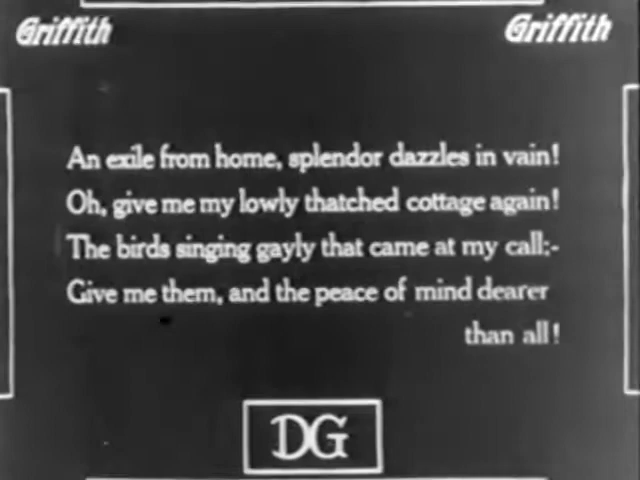 Griffith Griffith
An exile from home, splendor dazzles in vain!
Oh, give me my lowly thatched cottage again!
The birds singing gayly that came at my call:-
Give me them, and the peace of mind dearer
than all!
DG